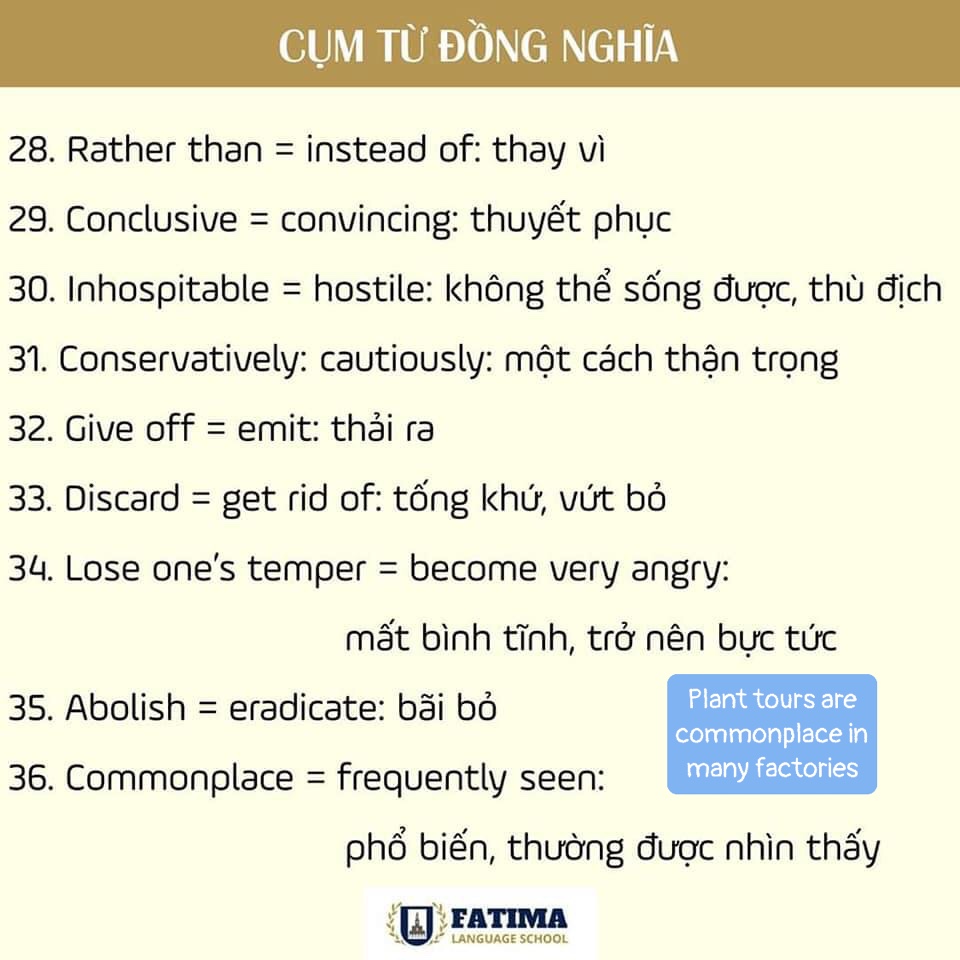 CỤM TỪ ĐỒNG NGHĨA
28. Rather than = instead of: thay vì
29. Conclusive = convincing: thuyết phục
30. Inhospitable = hostile: không thể sống được, thù địch
31. Conservatively: cautiously: một cách thận trọng
32. Give off = emit: thải ra
33. Discard = get rid of: tống khứ, vứt bỏ
34. Lose one's temper = become very angry:
mất bình tĩnh, trở nên bực tức
35. Abolish = eradicate: bãi bỏ
36. Commonplace = frequently seen:
phổ biến, thường được nhìn thấy
Plant tours are
commonplace in
many factories
FATIMA
LANGUAGE SCHOOL